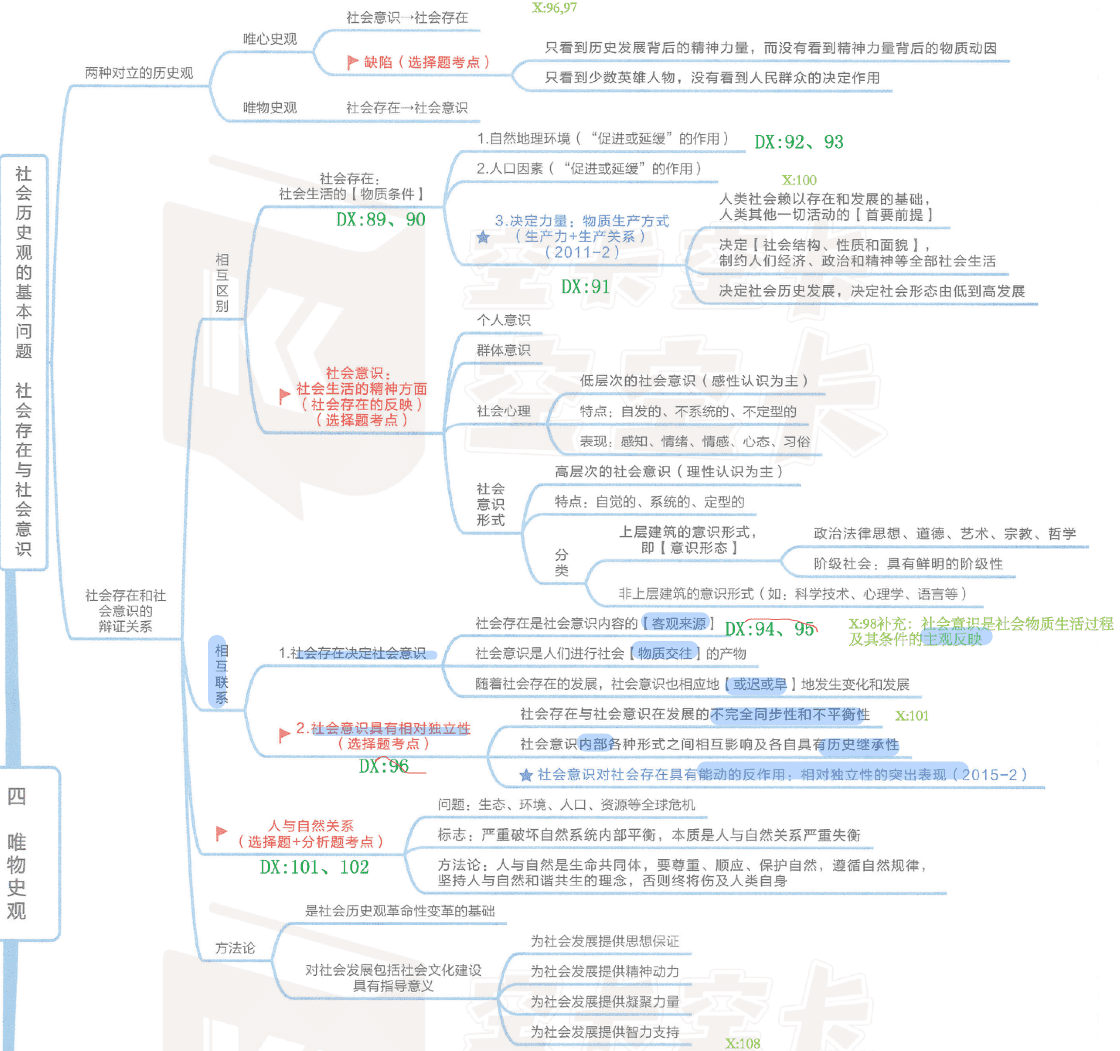 X:96,97
四 唯物史观
社会历史观的基本问题 社会存在与社会意识
两种对立的历史观
唯心史观
社会意识→社会存在
缺陷（选择题考点）
只看到历史发展背后的精神力量，而没有看到精神力量背后的物质动因
只看到少数英雄人物，没有看到人民群众的决定作用
唯物史观
社会存在→社会意识
社会存在和社
会意识的
辩证关系
相互区别
社会存在：
社会生活的【物质条件】
DX:89、90
1.自然地理环境（“促进或延缓”的作用）
DX:92、93
2.人口因素（“促进或延缓”的作用）
3.决定力量：物质生产方式
（生产力+生产关系）
（2011-2）
DX:91
X:100
人类社会赖以存在和发展的基础，
人类其他一切活动的【首要前提】
决定【社会结构、性质和面貌】，
制约人们经济、政治和精神等全部社会生活
决定社会历史发展，决定社会形态由低到高发展
社会意识：
社会生活的精神方面
（社会存在的反映）
（选择题考点）
个人意识
群体意识
社会心理
低层次的社会意识（感性认识为主）
特点：自发的、不系统的、不定型的
表现：感知、情绪、情感、心态、习俗
社会
意识
形式
高层次的社会意识（理性认识为主）
特点：自觉的、系统的、定型的
分类
上层建筑的意识形式，
即【意识形态】
政治法律思想、道德、艺术、宗教、哲学
阶级社会：具有鲜明的阶级性
非上层建筑的意识形式（如：科学技术、心理学、语言等）
相互联系
1.社会存在决定社会意识
社会存在是社会意识内容的【客观来源】
DX:94、95
X:98补充：社会意识是社会物质生活过程
及其条件的主观反映
社会意识是人们进行社会【物质交往】的产物
随着社会存在的发展，社会意识也相应地【或迟或早】地发生变化和发展
2.社会意识具有相对独立性
（选择题考点）
DX:96
社会存在与社会意识在发展的不完全同步性和不平衡性
X:101
社会意识内部各种形式之间相互影响及各自具有历史继承性
社会意识对社会存在具有能动的反作用：相对独立性的突出表现（2015-2）
人与自然关系
（选择题+分析题考点）
DX:101、102
问题：生态、环境、人口、资源等全球危机
标志：严重破坏自然系统内部平衡，本质是人与自然关系严重失衡
方法论：人与自然是生命共同体，要尊重、顺应、保护自然，遵循自然规律，
坚持人与自然和谐共生的理念，否则终将伤及人类自身
方法论
是社会历史观革命性变革的基础
对社会发展包括社会文化建设
具有指导意义
为社会发展提供思想保证
为社会发展提供精神动力
为社会发展提供凝聚力量
为社会发展提供智力支持
X:108